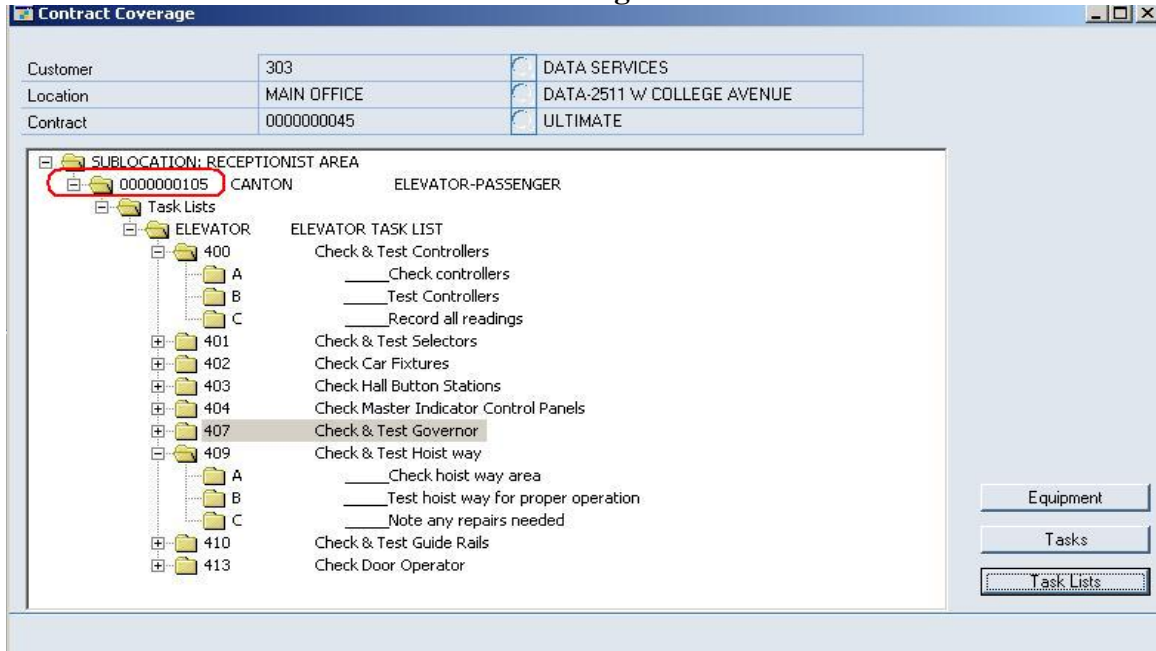 Contract Coverage
Customer 303 DATA SERVICES
Location MAIN OFFICE DATA-2511 W COLLEGE AVENUE
Contract 0000000045 ULTIMATE
SUBLOCATION: RECEPTIONIST AREA
0000000105 CANTON ELEVATOR-PASSENGER
Task Lists
ELEVATOR ELEVATOR TASK LIST
400 Check & Test Controllers
A _____Check controllers
B _____Test Controllers
C _____Record all readings
401 Check & Test Selectors
402 Check Car Fixtures
403 Check Hall Button Stations
404 Check Master Indicator Control Panels
407 Check & Test Governor
409 Check & Test Hoist way
A _____Check hoist way area
B _____Test hoist way for proper operation
C _____Note any repairs needed
410 Check & Test Guide Rails
413 Check Door Operator
Equipment
Tasks
Task Lists